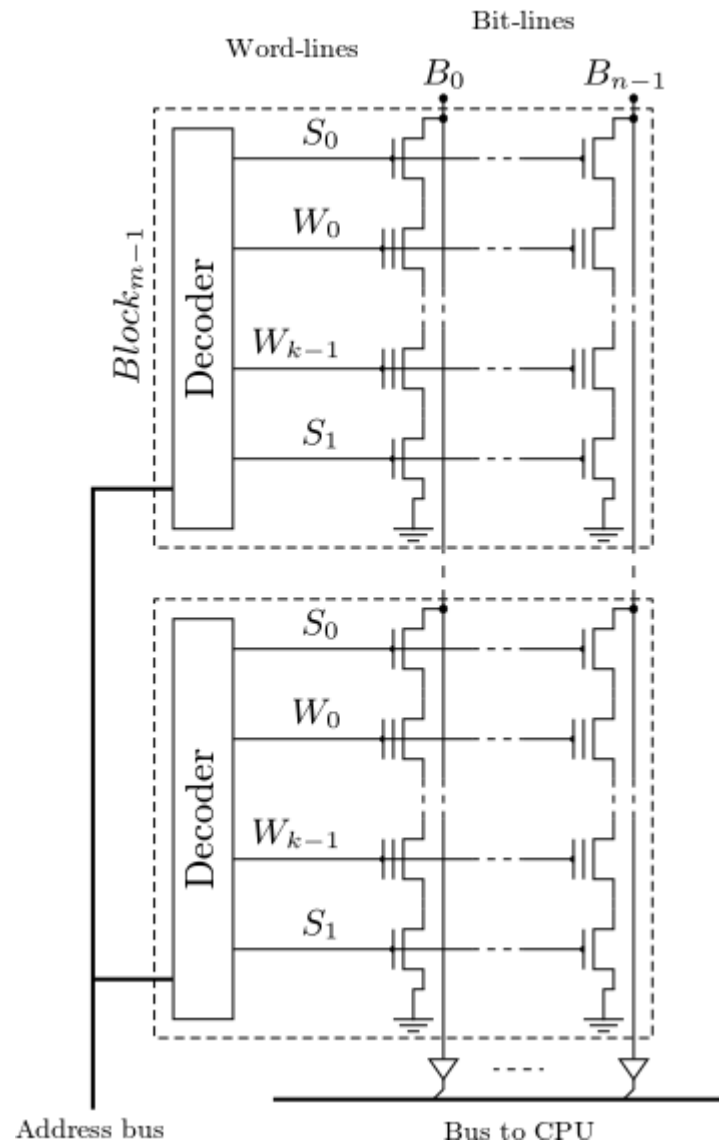 Word-lines
Bit-lines
B₀
Bₙ₋₁
Blockₘ₋₁
Decoder
S₀
W₀
Wₖ₋₁
S₁
Decoder
S₀
W₀
Wₖ₋₁
S₁
Address bus
Bus to CPU